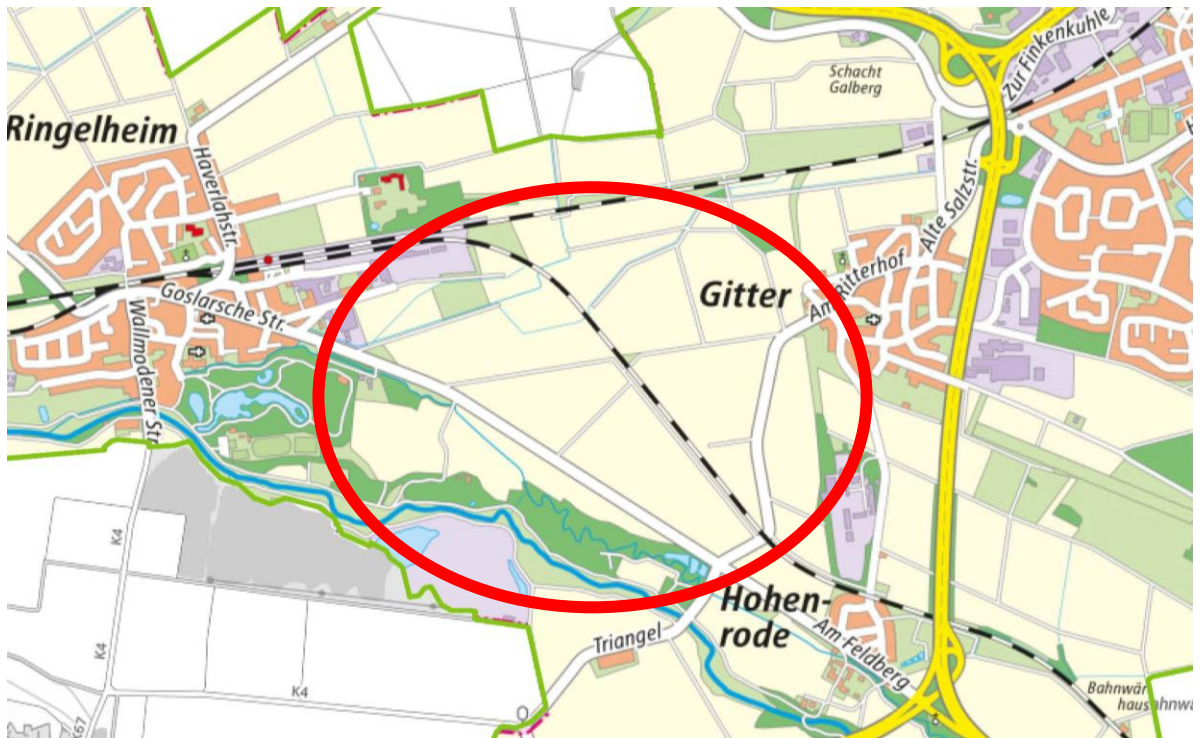 Zur Finkenkuhle
Schacht
Galberg
Ringelheim
Haverlahstr.
Alte Salzstr.
Am Ritterhof
Gitter
Goslarsche Str.
Wallmodener Str.
K4
K4
K4
K67
Hohen-
rode
Triangel
Am Feldberg
Bahnwär
haus